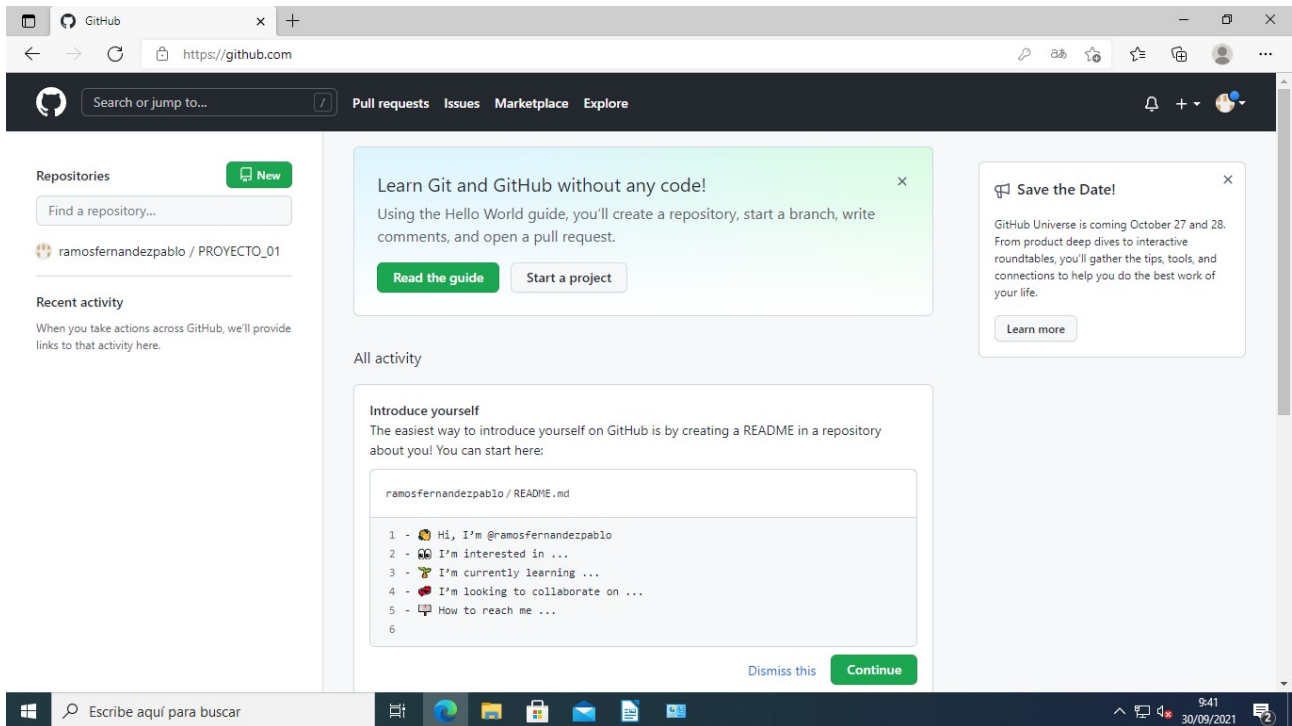 GitHub
https://github.com
aあ
Search or jump to...
/
Pull requests Issues Marketplace Explore
Repositories
New
Find a repository...
ramosfernandezpablo / PROYECTO_01
Recent activity
When you take actions across GitHub, we'll provide
links to that activity here.
Learn Git and GitHub without any code!
Using the Hello World guide, you'll create a repository, start a branch, write
comments, and open a pull request.
Read the guide
Start a project
All activity
Introduce yourself
The easiest way to introduce yourself on GitHub is by creating a README in a repository
about you! You can start here:
ramosfernandezpablo / README.md
1 - 👋 Hi, I'm @ramosfernandezpablo
2 - 👀 I'm interested in ...
3 - 🌱 I'm currently learning ...
4 - 💞️ I'm looking to collaborate on ...
5 - 📫 How to reach me ...
6
Dismiss this
Continue
Save the Date!
GitHub Universe is coming October 27 and 28.
From product deep dives to interactive
roundtables, you'll gather the tips, tools, and
connections to help you do the best work of
your life.
Learn more
Escribe aquí para buscar
9:41
30/09/2021
2